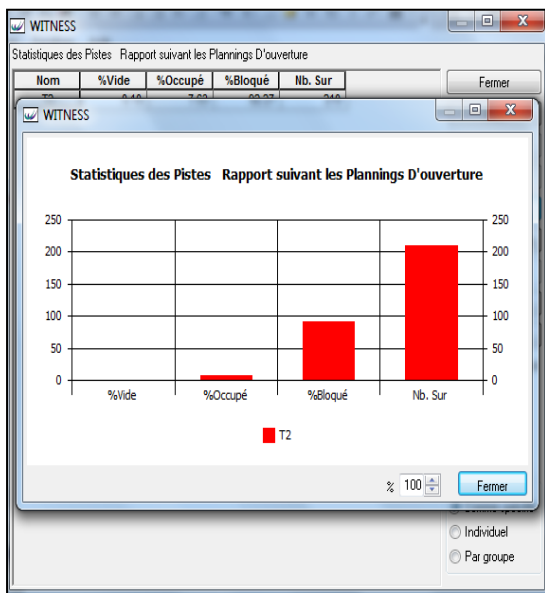 WITNESS
Statistiques des Pistes Rapport suivant les Plannings D'ouverture
Nom %Vide %Occupé %Bloqué Nb. Sur
Fermer
WITNESS
Statistiques des Pistes Rapport suivant les Plannings D'ouverture
250 250
200 200
150 150
100 100
50 50
0 0
%Vide %Occupé %Bloqué Nb. Sur
T2
% 100 Fermer
Individuel
Par groupe